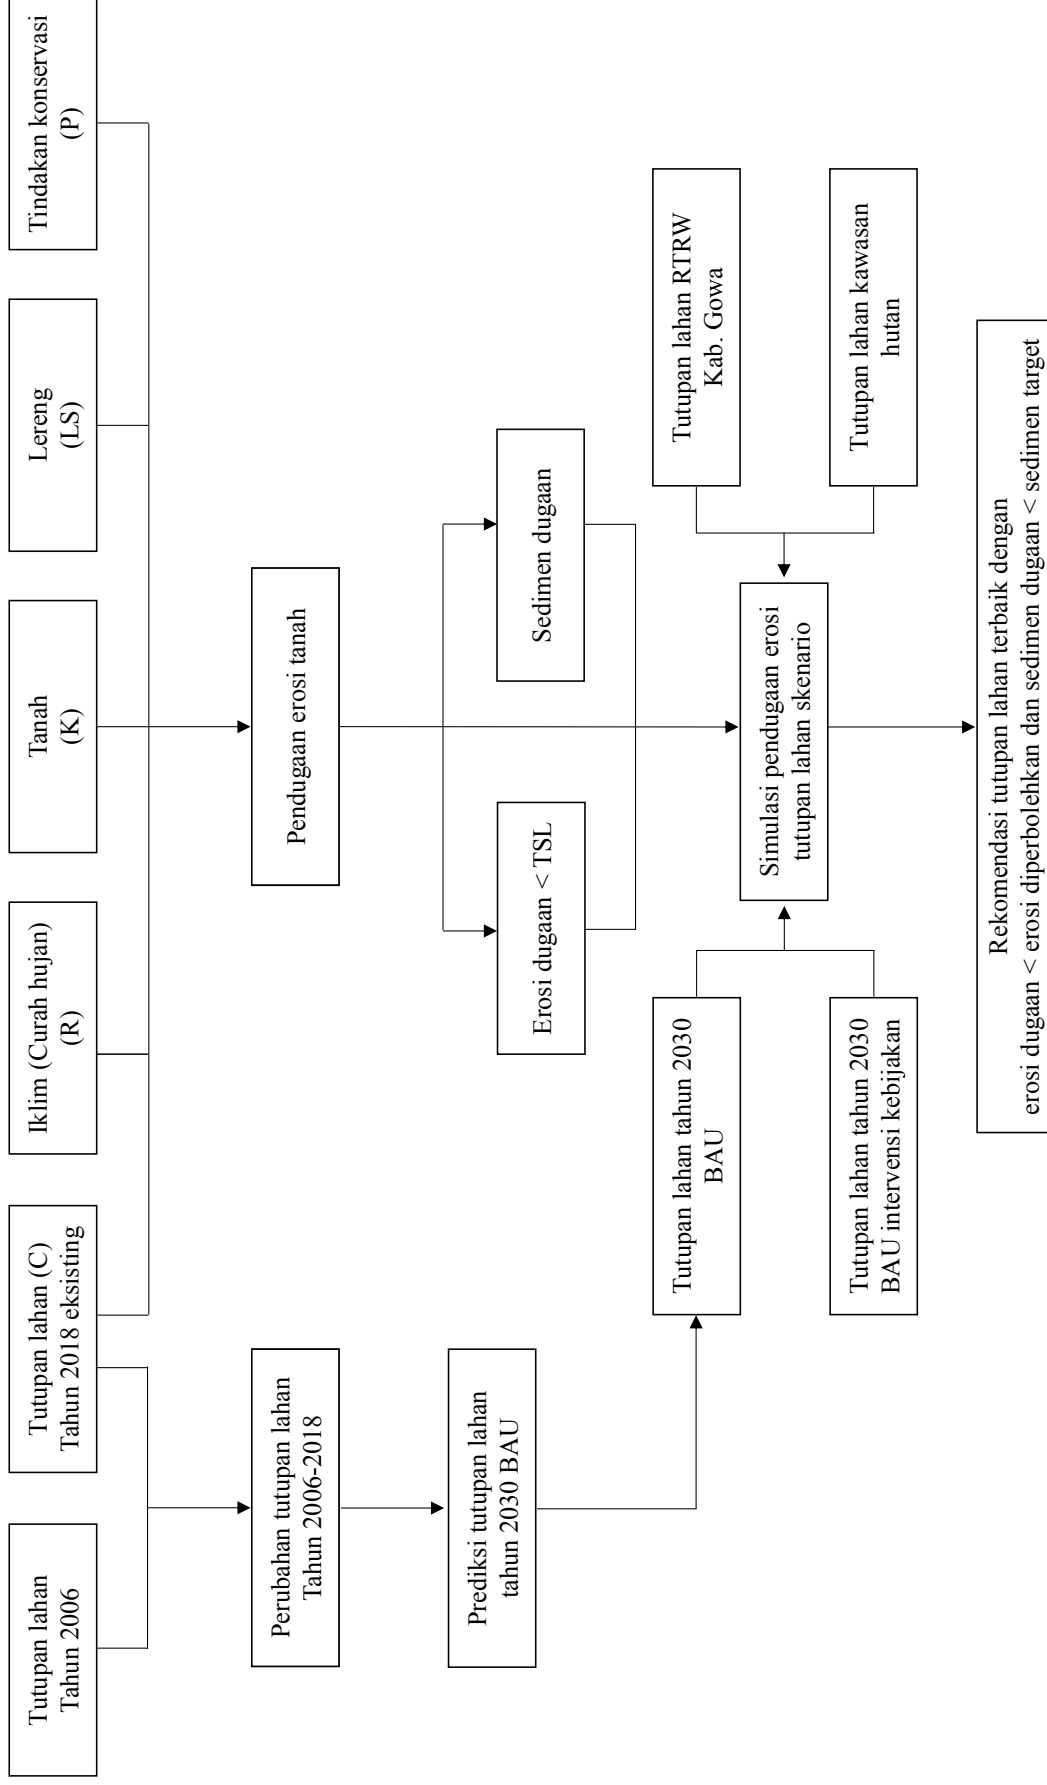 Tutupan lahan
Tahun 2006
Tutupan lahan (C)
Tahun 2018 eksisting
Iklim (Curah hujan)
(R)
Tanah
(K)
Lereng
(LS)
Tindakan konservasi
(P)
Perubahan tutupan lahan
Tahun 2006-2018
Pendugaan erosi tanah
Prediksi tutupan lahan
tahun 2030 BAU
Erosi dugaan < TSL
Sedimen dugaan
Tutupan lahan tahun 2030
BAU
Tutupan lahan RTRW
Kab. Gowa
Simulasi pendugaan erosi
tutupan lahan skenario
Tutupan lahan tahun 2030
BAU intervensi kebijakan
Tutupan lahan kawasan
hutan
Rekomendasi tutupan lahan terbaik dengan
erosi dugaan < erosi diperbolehkan dan sedimen dugaan < sedimen target